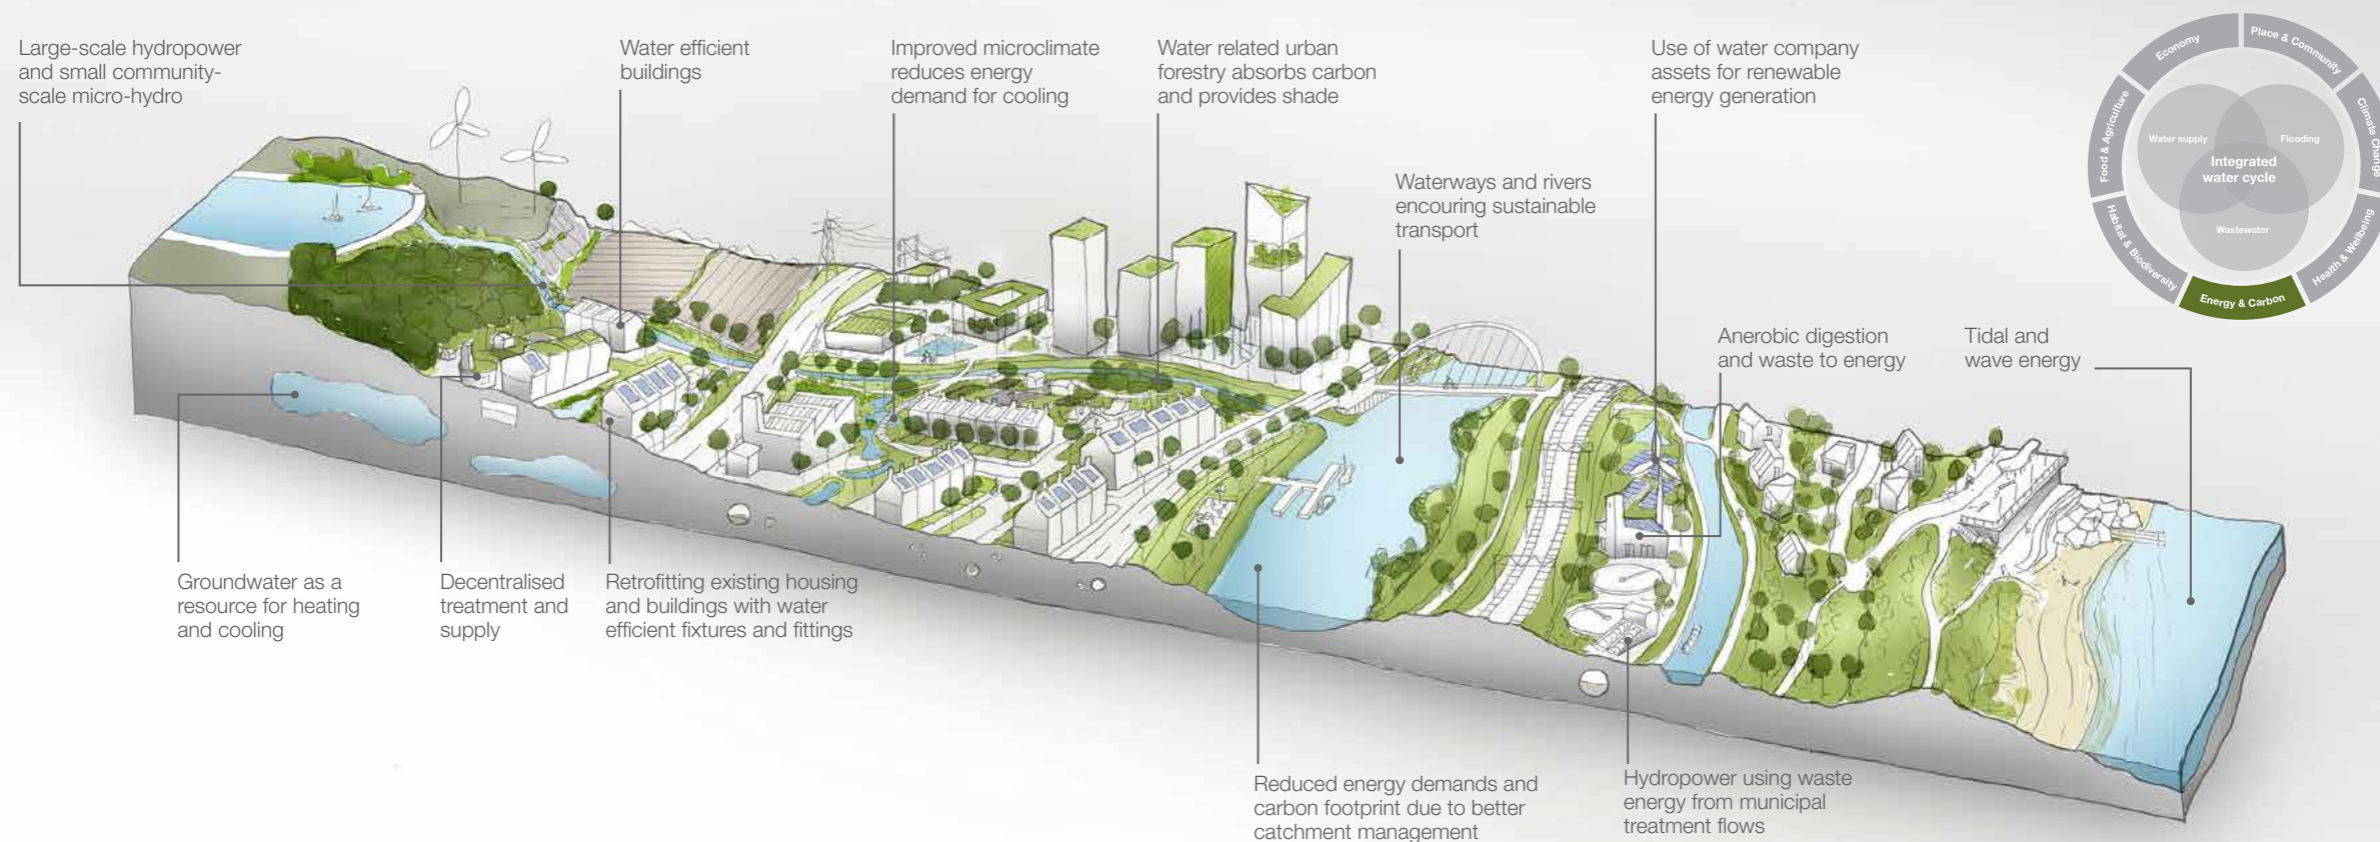 Large-scale hydropower
and small community-
scale micro-hydro
Water efficient
buildings
Improved microclimate
reduces energy
demand for cooling
Water related urban
forestry absorbs carbon
and provides shade
Waterways and rivers
encouring sustainable
transport
Use of water company
assets for renewable
energy generation
Anerobic digestion
and waste to energy
Tidal and
wave energy
Groundwater as a
resource for heating
and cooling
Decentralised
treatment and
supply
Retrofitting existing housing
and buildings with water
efficient fixtures and fittings
Reduced energy demands and
carbon footprint due to better
catchment management
Hydropower using waste
energy from municipal
treatment flows
Economy
Place & Community
Climate Change
Health & Wellbeing
Energy & Carbon
Habitat & Biodiversity
Food & Agriculture
Water supply
Flooding
Integrated
water cycle
Wastewater